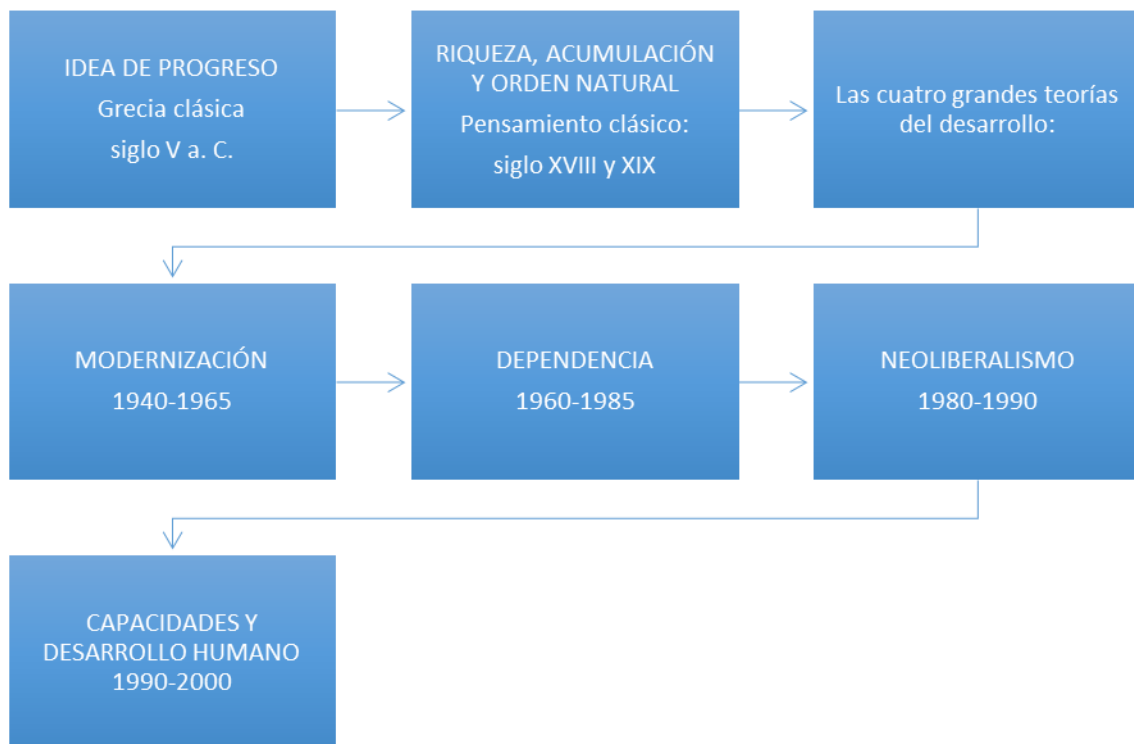 IDEA DE PROGRESO
Grecia clásica
siglo V a. C.
RIQUEZA, ACUMULACIÓN
Y ORDEN NATURAL
Pensamiento clásico:
siglo XVIII y XIX
Las cuatro grandes teorías
del desarrollo:
MODERNIZACIÓN
1940-1965
DEPENDENCIA
1960-1985
NEOLIBERALISMO
1980-1990
CAPACIDADES Y
DESARROLLO HUMANO
1990-2000